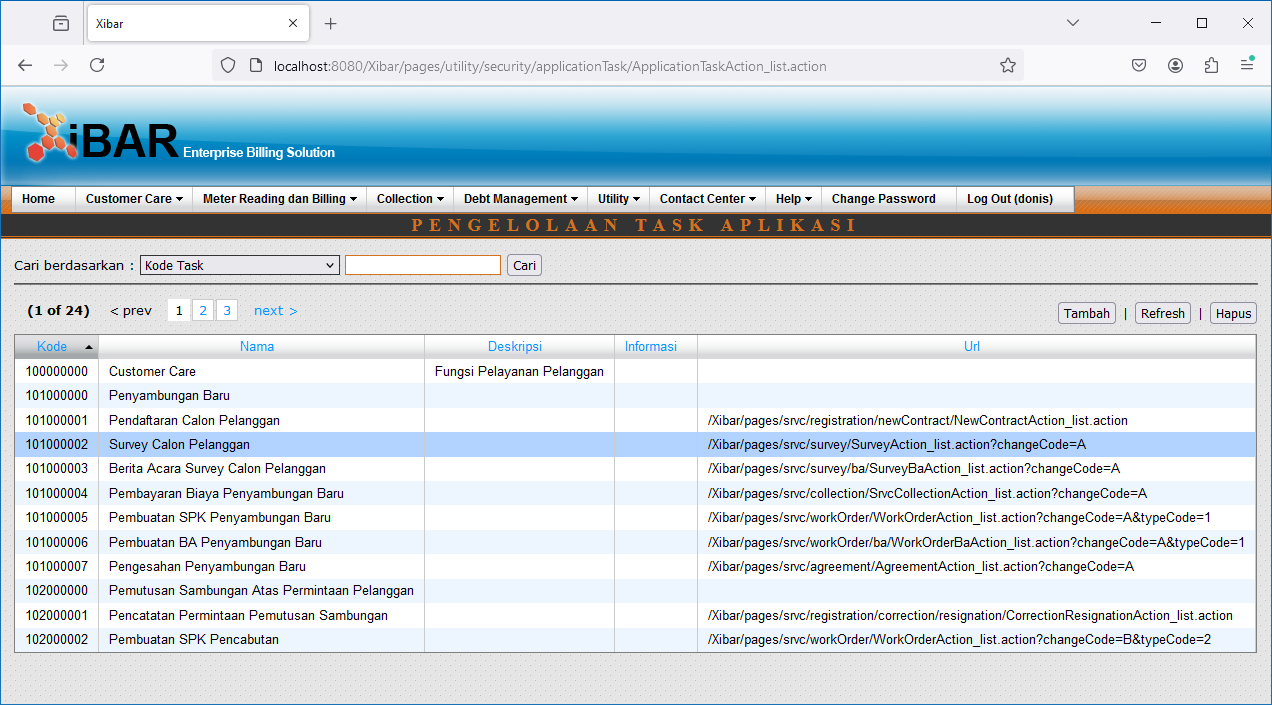 Xibar
localhost:8080/Xibar/pages/utility/security/applicationTask/ApplicationTaskAction_list.action
iBAR Enterprise Billing Solution
Home Customer Care Meter Reading dan Billing Collection Debt Management Utility Contact Center Help Change Password Log Out (donis)
PENGELOLAAN TASK APLIKASI
Cari berdasarkan : Kode Task Cari
(1 of 24) < prev 1 2 3 next > Tambah | Refresh | Hapus
Kode Nama Deskripsi Informasi Url
100000000 Customer Care Fungsi Pelayanan Pelanggan
101000000 Penyambungan Baru
101000001 Pendaftaran Calon Pelanggan /Xibar/pages/srvc/registration/newContract/NewContractAction_list.action
101000002 Survey Calon Pelanggan /Xibar/pages/srvc/survey/SurveyAction_list.action?changeCode=A
101000003 Berita Acara Survey Calon Pelanggan /Xibar/pages/srvc/survey/ba/SurveyBaAction_list.action?changeCode=A
101000004 Pembayaran Biaya Penyambungan Baru /Xibar/pages/srvc/collection/SrvcCollectionAction_list.action?changeCode=A
101000005 Pembuatan SPK Penyambungan Baru /Xibar/pages/srvc/workOrder/WorkOrderAction_list.action?changeCode=A&typeCode=1
101000006 Pembuatan BA Penyambungan Baru /Xibar/pages/srvc/workOrder/ba/WorkOrderBaAction_list.action?changeCode=A&typeCode=1
101000007 Pengesahan Penyambungan Baru /Xibar/pages/srvc/agreement/AgreementAction_list.action?changeCode=A
102000000 Pemutusan Sambungan Atas Permintaan Pelanggan
102000001 Pencatatan Permintaan Pemutusan Sambungan /Xibar/pages/srvc/registration/correction/resignation/CorrectionResignationAction_list.action
102000002 Pembuatan SPK Pencabutan /Xibar/pages/srvc/workOrder/WorkOrderAction_list.action?changeCode=B&typeCode=2